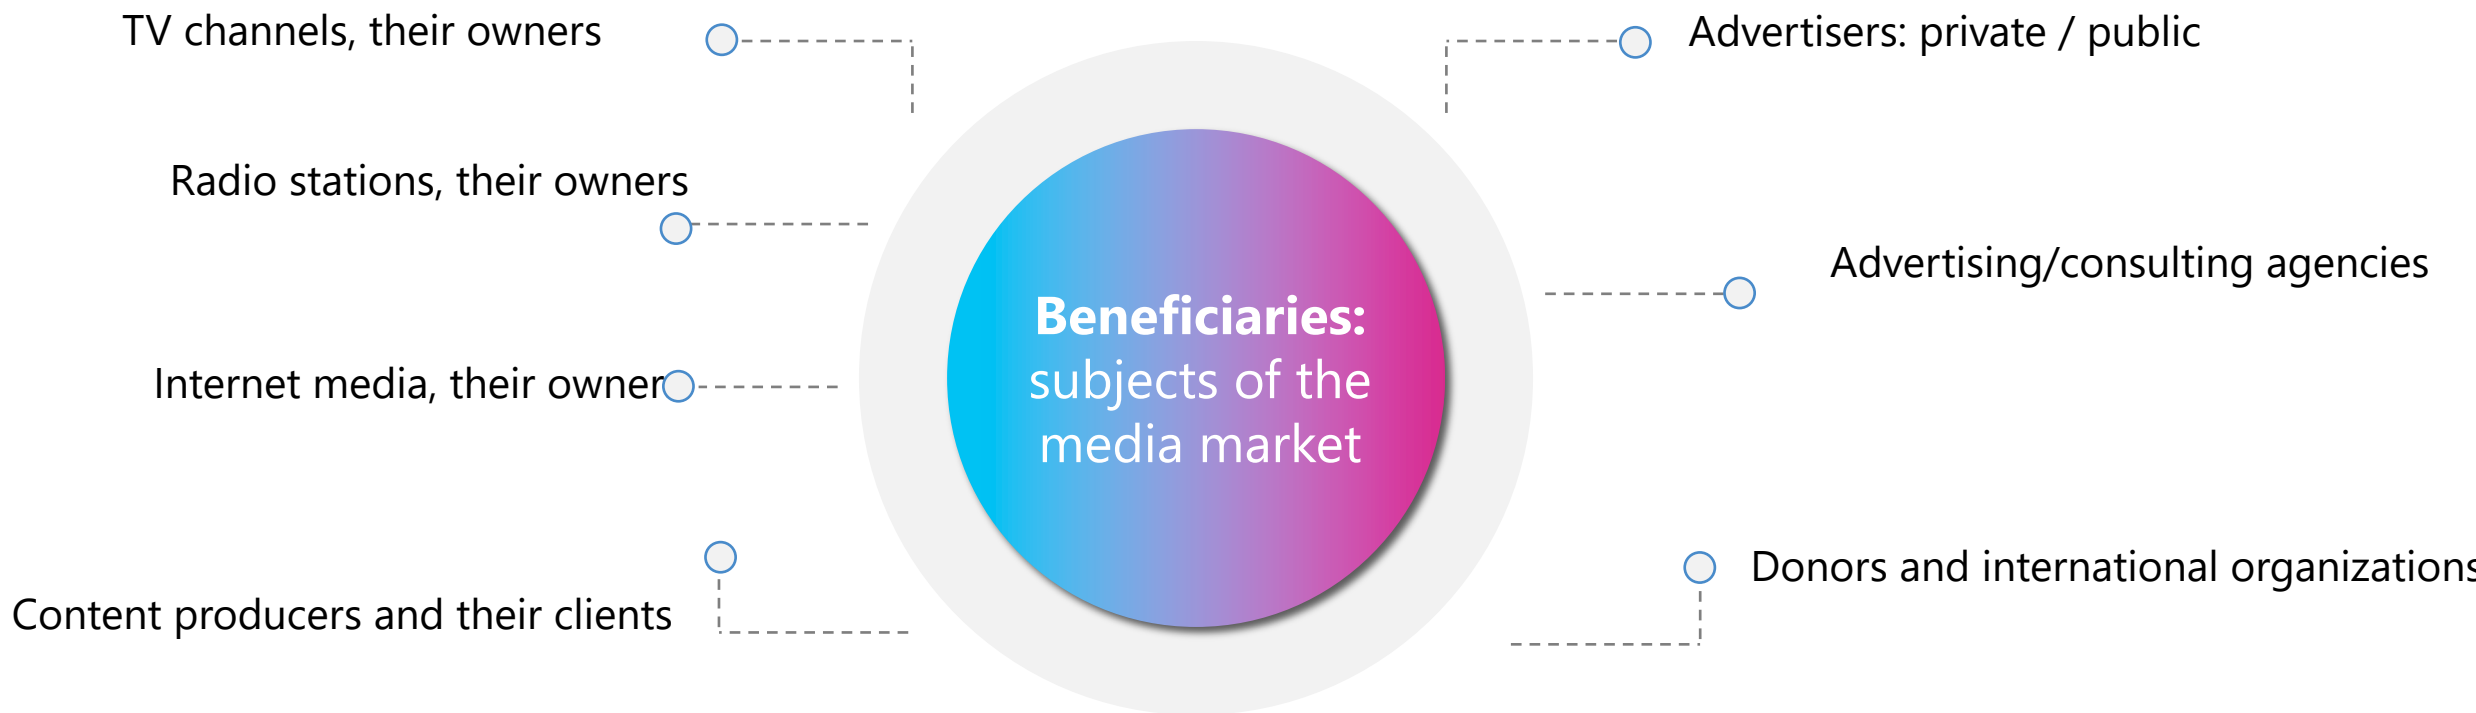 TV channels, their owners
Radio stations, their owners
Internet media, their owner
Content producers and their clients
Beneficiaries:
subjects of the
media market
Advertisers: private / public
Advertising/consulting agencies
Donors and international organizations